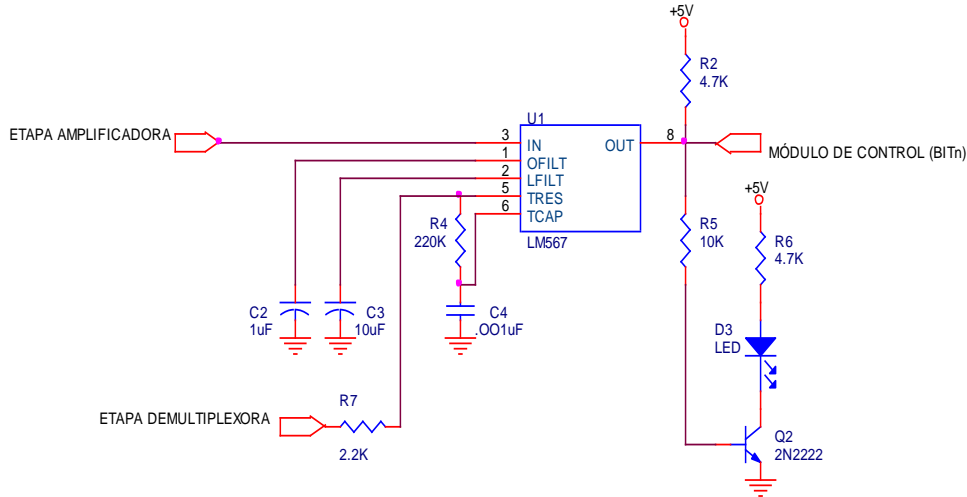 +5V
R2
4.7K
U1
ETAPA AMPLIFICADORA
3
IN
OUT
8
MÓDULO DE CONTROL (BITn)
1
OFILT
2
LFILT
5
TRES
6
TCAP
LM567
R4
220K
+5V
R5
10K
R6
4.7K
C2
1uF
C3
10uF
C4
.OO1uF
D3
LED
ETAPA DEMULTIPLEXORA
R7
2.2K
Q2
2N2222